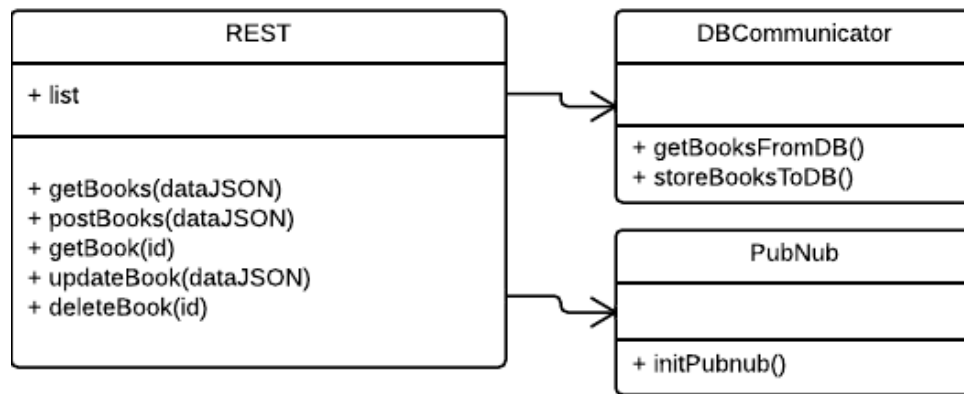 REST
+ list
+ getBooks(dataJSON)
+ postBooks(dataJSON)
+ getBook(id)
+ updateBook(dataJSON)
+ deleteBook(id)
DBCommunicator
+ getBooksFromDB()
+ storeBooksToDB()
PubNub
+ initPubnub()